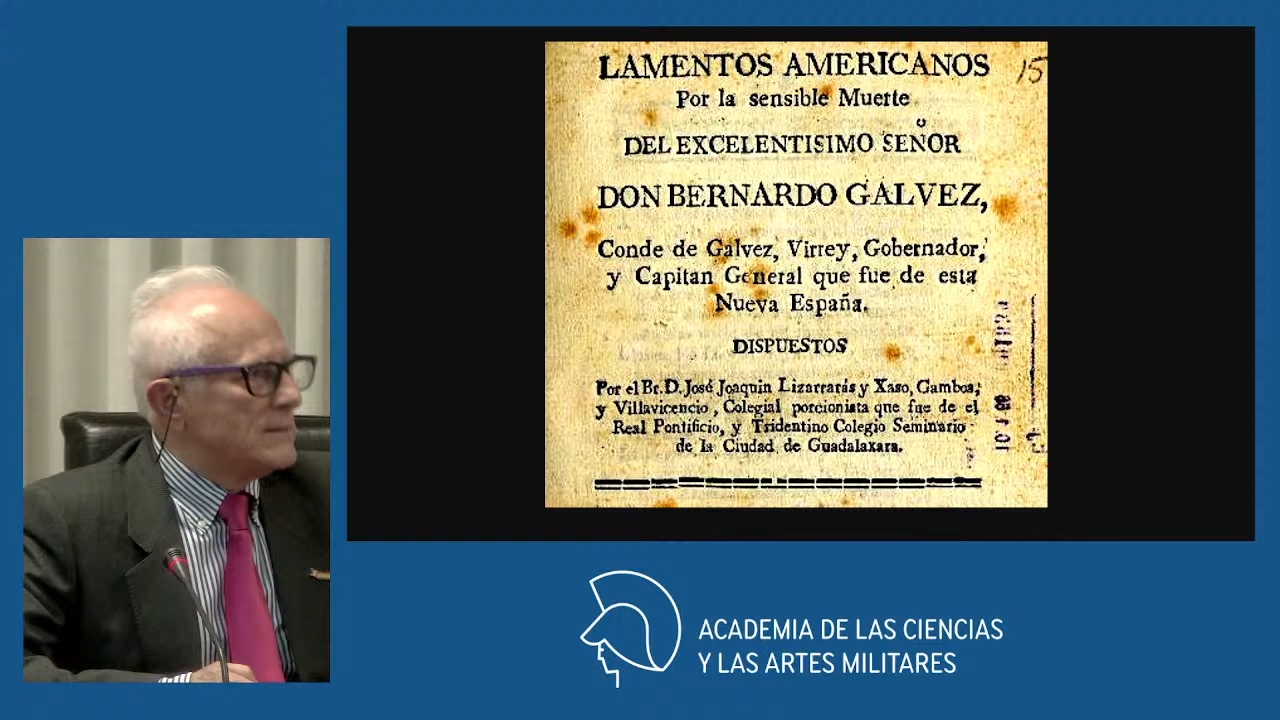 LAMENTOS AMERICANOS
15
Por la sensible Muerte
DEL EXCELENTISIMO SEÑOR
DON BERNARDO GALVEZ,
Conde de Galvez, Virrey, Gobernador,
y Capitan General que fue de esta
Nueva España.
DISPUESTOS
Por el Br. D. José Joaquin Lizarrarás y Xaso, Gamboa,
y Villavicencio, Colegial porcionista que fue de el
Real Pontificio, y Tridentino Colegio Seminario
de la Ciudad de Guadalaxara.
ACADEMIA DE LAS CIENCIAS
Y LAS ARTES MILITARES